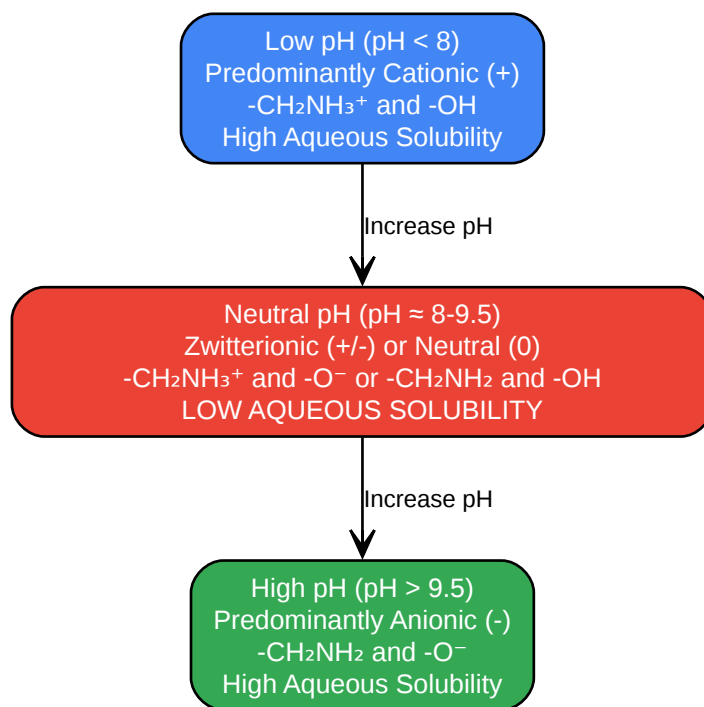 Low pH (pH < 8)
Predominantly Cationic (+)
-CH₂NH₃⁺ and -OH
High Aqueous Solubility
Increase pH
Neutral pH (pH ≈ 8-9.5)
Zwitterionic (+/-) or Neutral (0)
-CH₂NH₃⁺ and -O⁻ or -CH₂NH₂ and -OH
LOW AQUEOUS SOLUBILITY
Increase pH
High pH (pH > 9.5)
Predominantly Anionic (-)
-CH₂NH₂ and -O⁻
High Aqueous Solubility